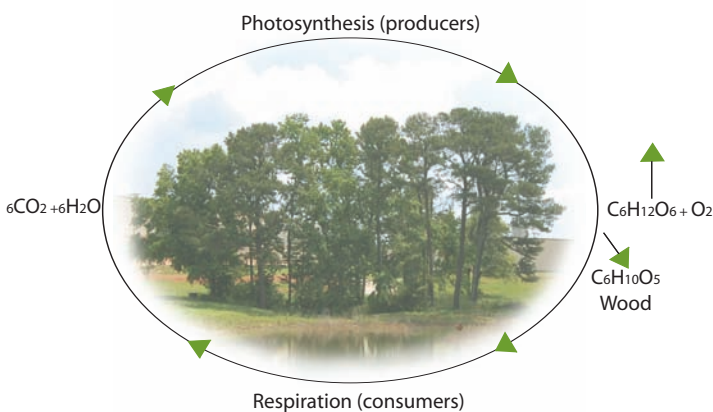 Photosynthesis (producers)
6CO2 +6H2O
C6H12O6 + O2
C6H10O5
Wood
Respiration (consumers)